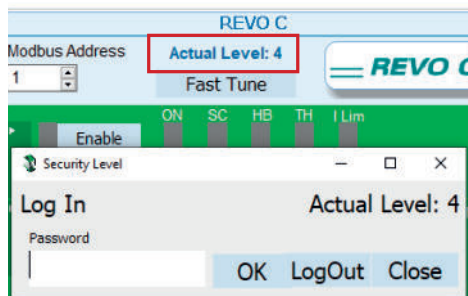 REVO C
Modbus Address
Actual Level: 4
1
Fast Tune
REVO C
ON SC HB TH I Lim
Enable
Security Level
Log In Actual Level: 4
Password
OK LogOut Close